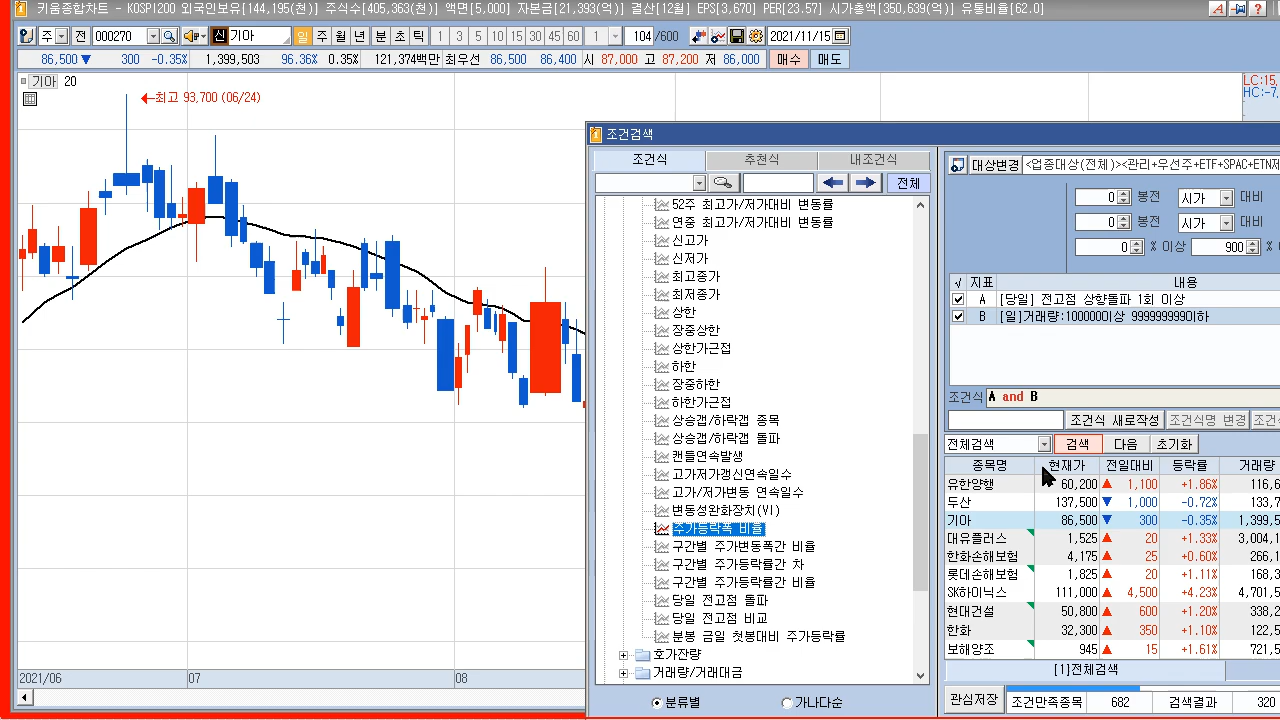 키움종합차트 - KOSPI200 외국인보유[144,195(천)] 주식수[405,363(천)] 액면[5,000] 자본금[21,393(억)] 결산[12월] EPS[3,670] PER[23.57] 시가총액[350,639(억)] 유통비율[62.0]
주 전 000270 신 기아 일 주 월 년 분 초 틱 1 3 5 10 15 30 45 60 1 104 /600 2021/11/15
86,500 ▼ 300 -0.35% 1,399,503 96.36% 0.35% 121,374백만 최우선 86,500 86,400 시 87,000 고 87,200 저 86,000 매수 매도
기아 20
LC:15,
HC:-7,
최고 93,700 (06/24)
2021/06 07 08
조건검색
조건식 추천식 내조건식
전체
52주 최고가/저가대비 변동률
연중 최고가/저가대비 변동률
신고가
신저가
최고종가
최저종가
상한
장중상한
상한가근접
하한
장중하한
하한가근접
상승갭/하락갭 종목
상승갭/하락갭 돌파
캔들연속발생
고가저가갱신연속일수
고가/저가변동 연속일수
변동성완화장치(VI)
주가등락폭 비율
구간별 주가변동폭간 비율
구간별 주가등락률간 차
구간별 주가등락률간 비율
당일 전고점 돌파
당일 전고점 비교
분봉 금일 첫봉대비 주가등락률
호가잔량
거래량/거래대금
분류별 가나다순
대상변경 <업종대상(전체)><관리+우선주+ETF+SPAC+ETN제
0 봉전 시가 대비
0 봉전 시가 대비
0 % 이상 900 %
√ 지표 내용
A [당일] 전고점 상향돌파 1회 이상
B [일]거래량:1000000이상 9999999990이하
조건식 A and B
조건식 새로작성 조건식명 변경 조건
전체검색 검색 다음 초기화
종목명 현재가 전일대비 등락률 거래량
유한양행 60,200 ▲ 1,100 +1.86% 116,6
두산 137,500 ▼ 1,000 -0.72% 133,7
기아 86,500 ▼ 300 -0.35% 1,399,5
대유플러스 1,525 ▲ 20 +1.33% 3,004,1
한화손해보험 4,175 ▲ 25 +0.60% 266,1
롯데손해보험 1,825 ▲ 20 +1.11% 168,3
SK하이닉스 111,000 ▲ 4,500 +4.23% 4,701,5
현대건설 50,800 ▲ 600 +1.20% 338,2
한화 32,300 ▲ 350 +1.10% 122,5
보해양조 945 ▲ 15 +1.61% 721,5
[1]전체검색
관심저장 조건만족종목 682 검색결과 320